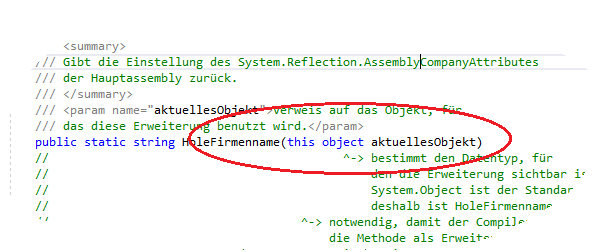 <summary>
/// Gibt die Einstellung des System.Reflection.AssemblyCompanyAttributes
/// der Hauptassembly zurück.
/// </summary>
/// <param name="aktuellesObjekt">Verweis auf das Objekt, für
/// das diese Erweiterung benutzt wird.</param>
public static string HoleFirmenname(this object aktuellesObjekt)
// ^-> bestimmt den Datentyp, für
// den die Erweiterung sichtbar is
// System.Object ist der Standar
// deshalb ist HoleFirmenname
// ^-> notwendig, damit der Compile
die Methode als Erweite